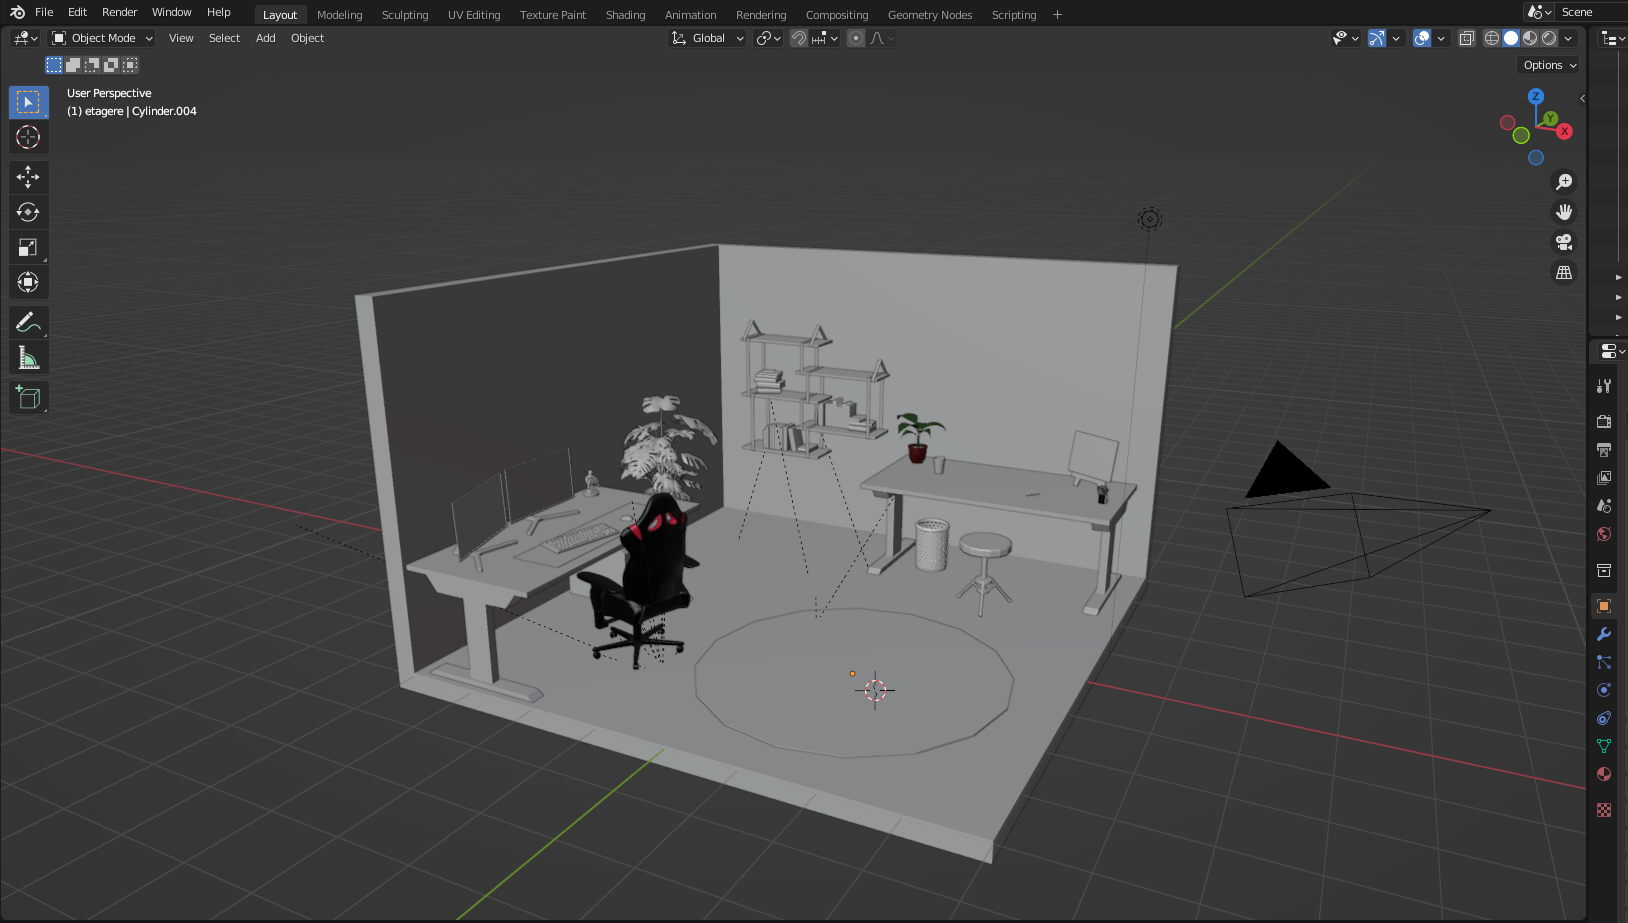 File Edit Render Window Help
Layout Modeling Sculpting UV Editing Texture Paint Shading Animation Rendering Compositing Geometry Nodes Scripting +
Scene
Object Mode View Select Add Object
Global
Options
User Perspective
(1) etagere | Cylinder.004
Z
Y
X